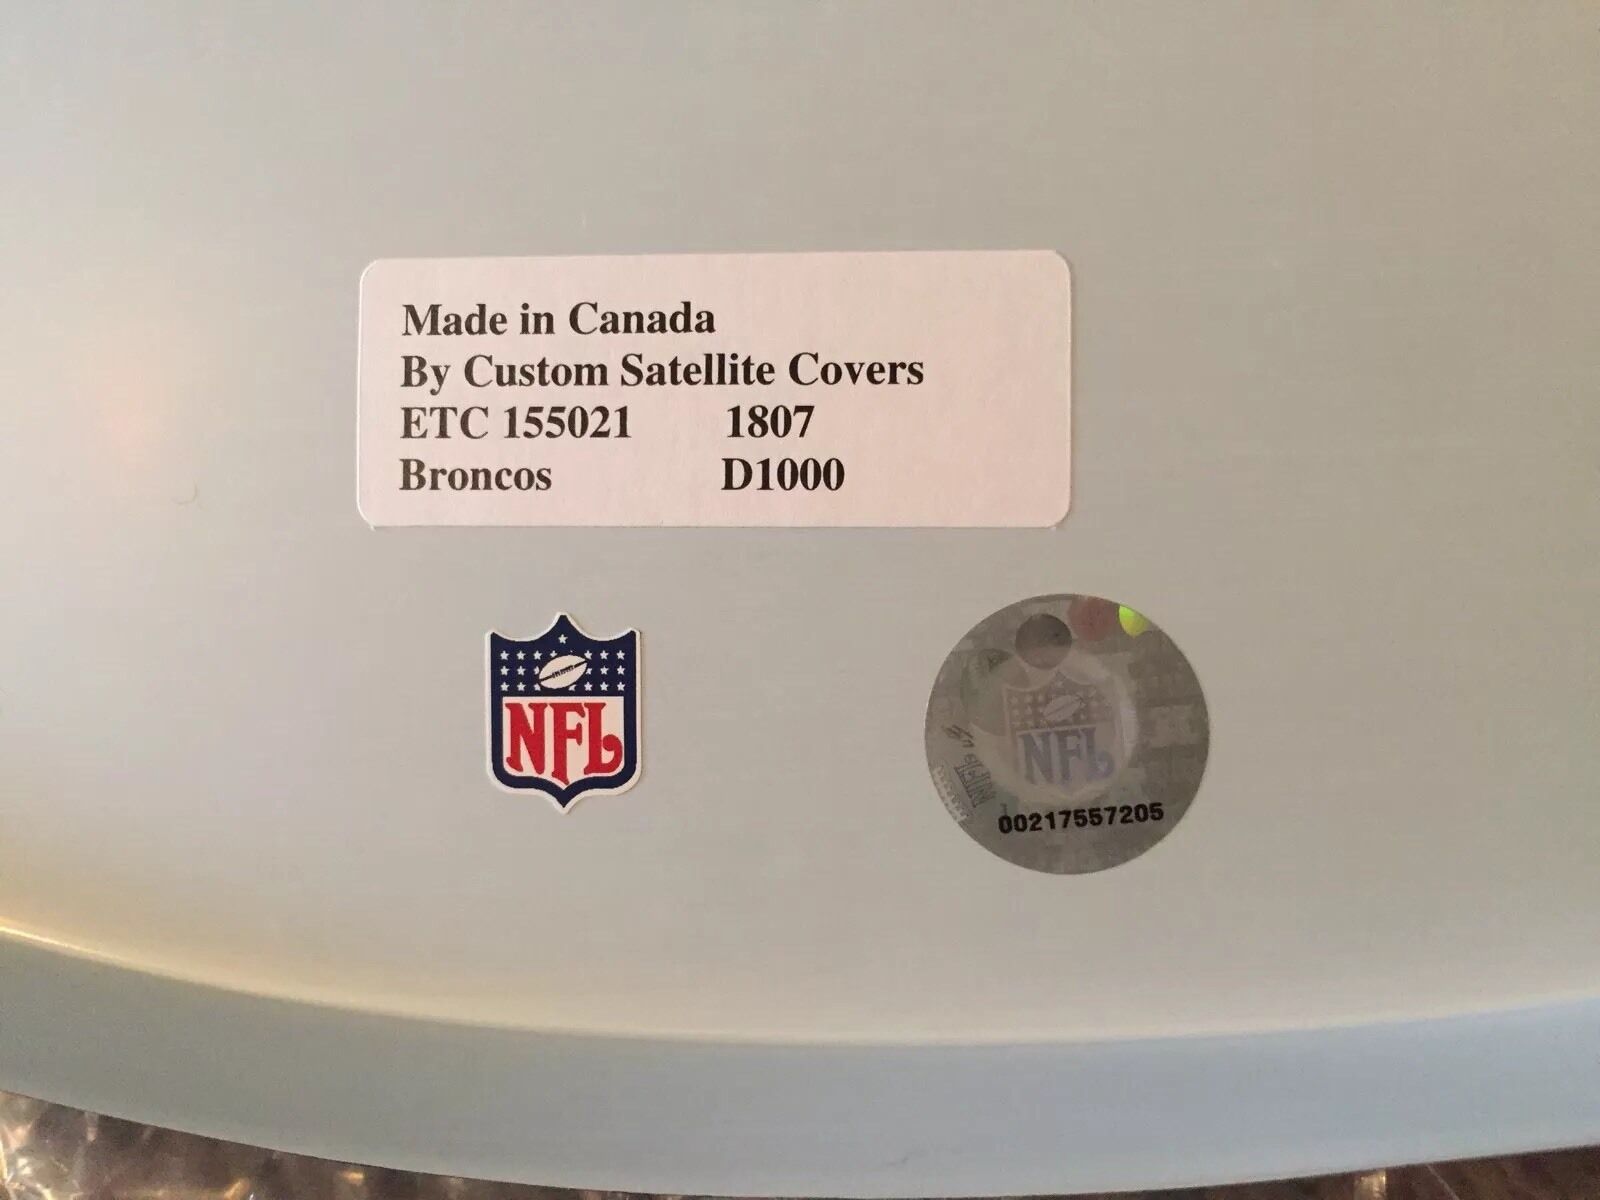 Made in Canada
By Custom Satellite Covers
ETC 155021 1807
Broncos D1000
NFL
NFL
00217557205